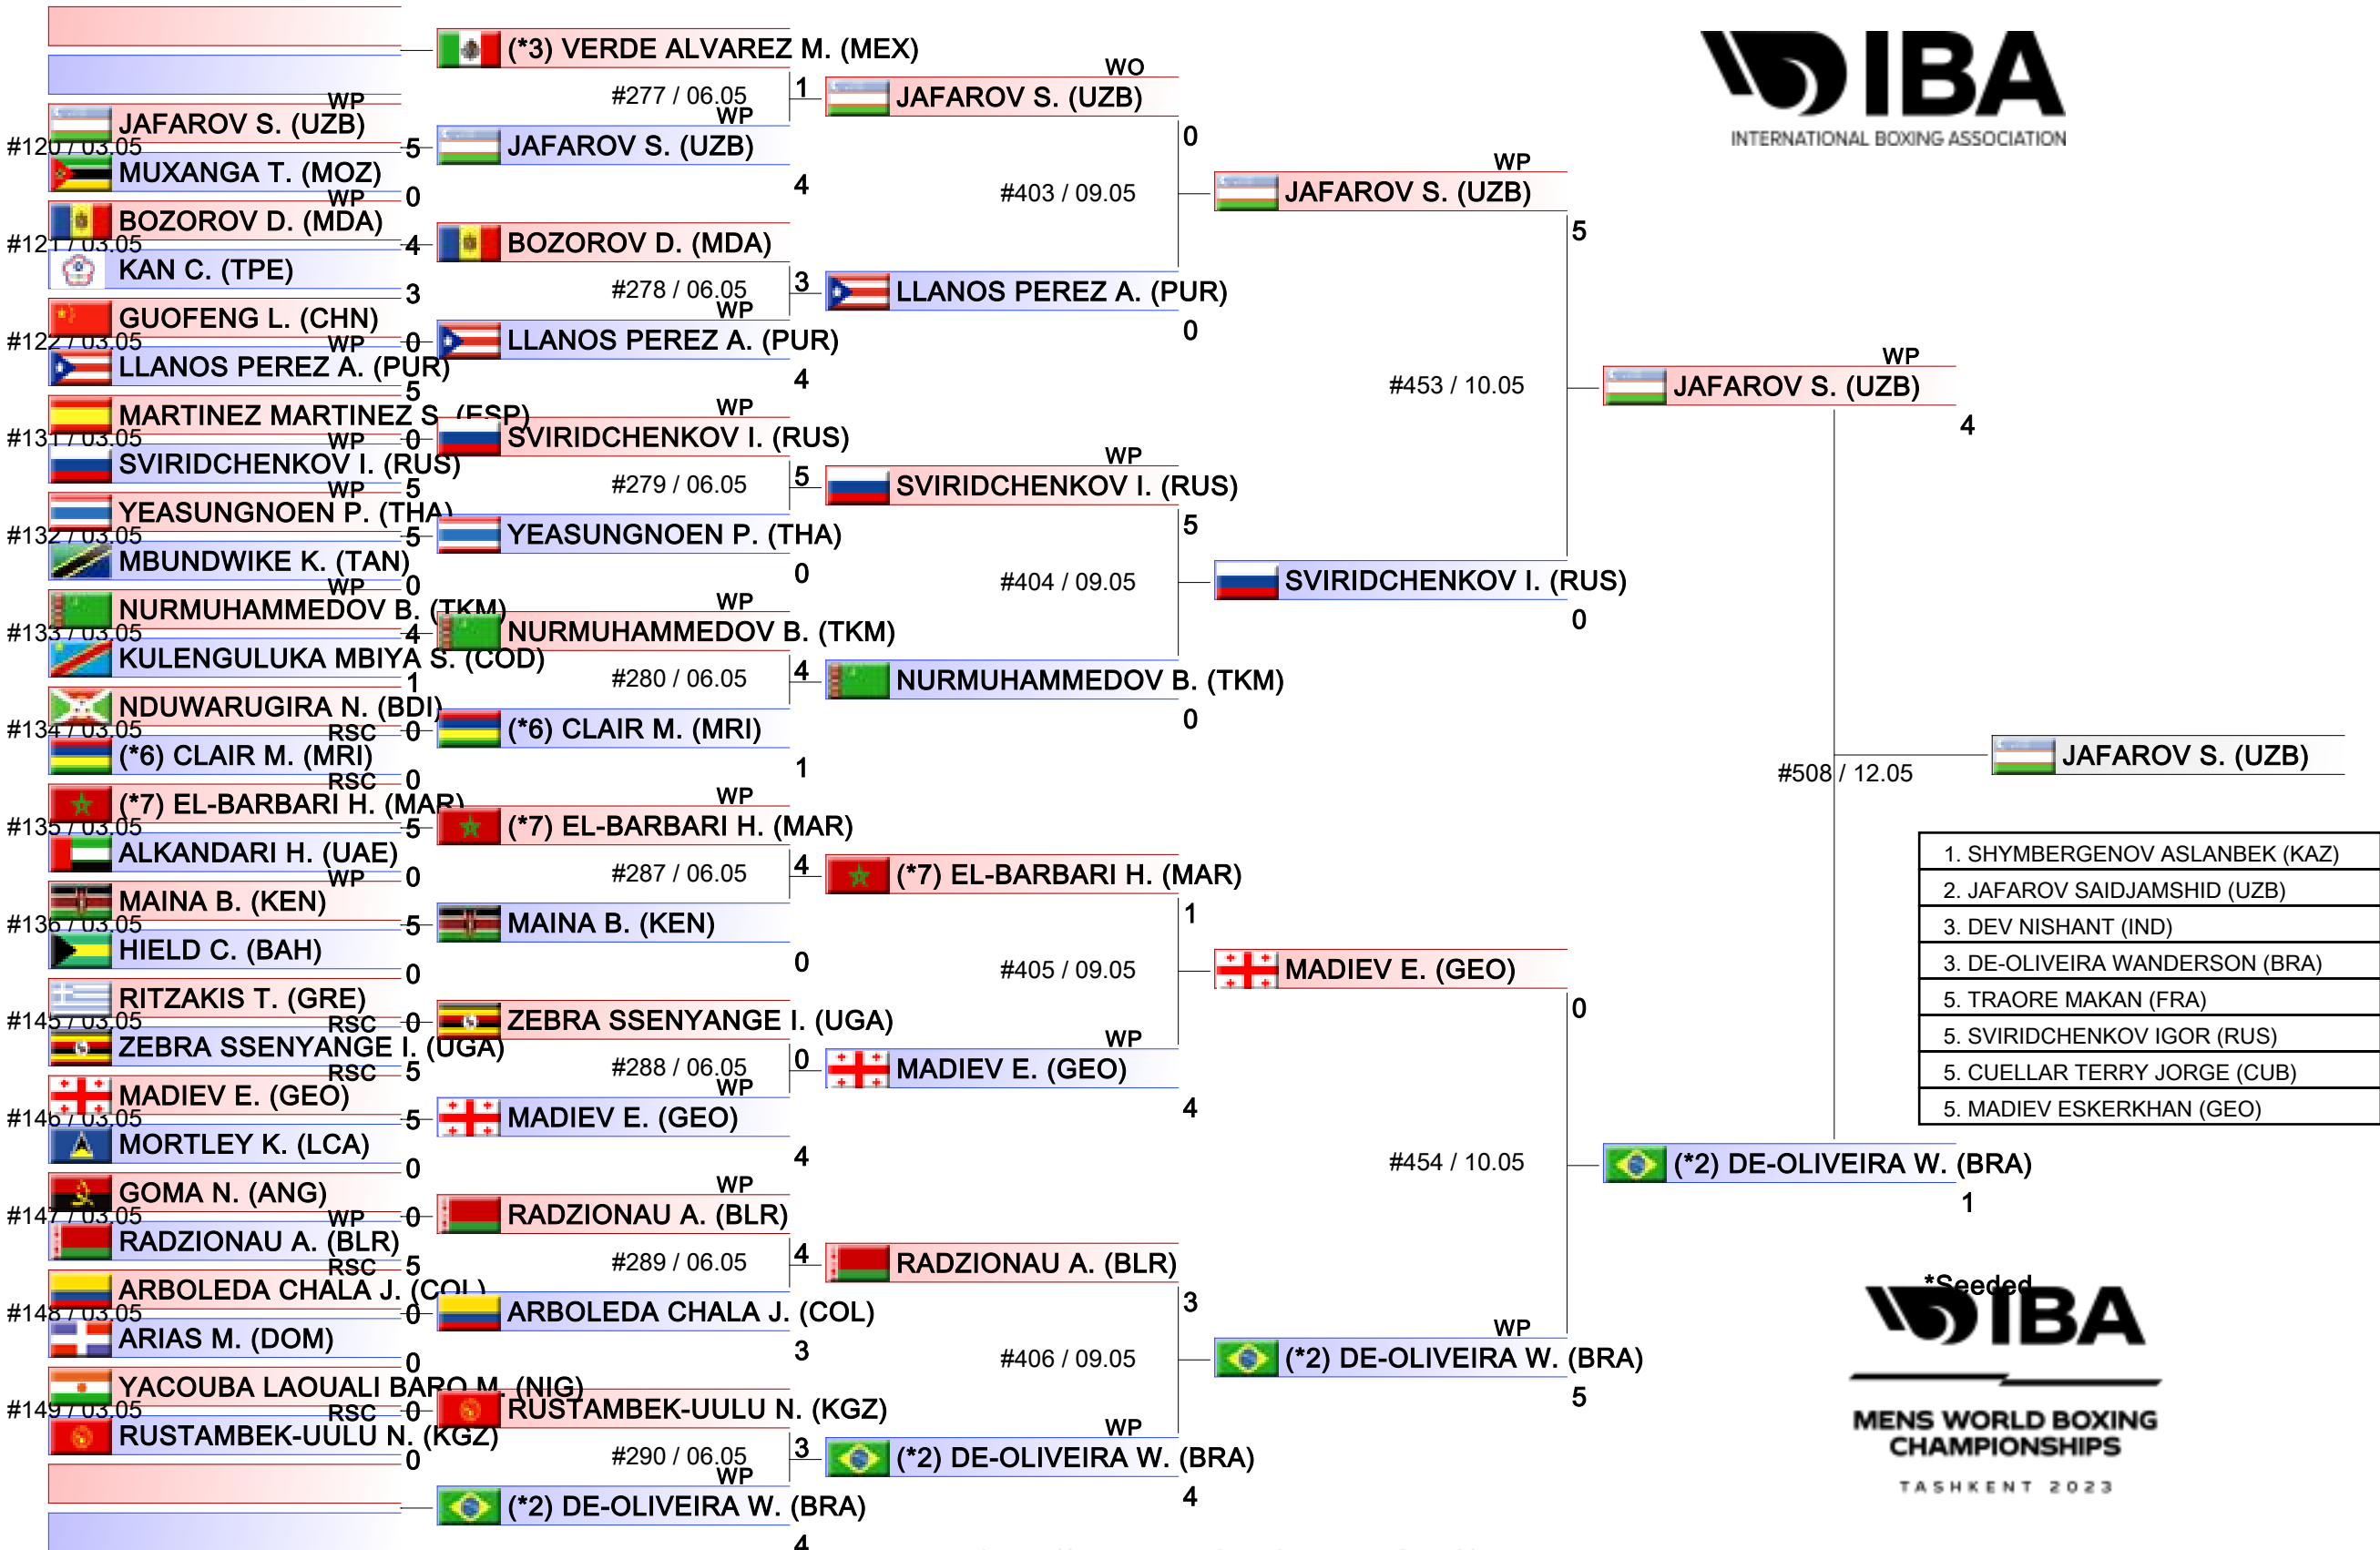 (*3) VERDE ALVAREZ M. (MEX)
#277 / 06.05
1
WP
JAFAROV S. (UZB)
4
WP
JAFAROV S. (UZB)
#120 / 03.05
5
MUXANGA T. (MOZ)
0
WP
BOZOROV D. (MDA)
#121 / 03.05
4
KAN C. (TPE)
3
BOZOROV D. (MDA)
#278 / 06.05
3
WP
LLANOS PEREZ A. (PUR)
4
GUOFENG L. (CHN)
#122 / 03.05
0
WP
LLANOS PEREZ A. (PUR)
5
MARTINEZ MARTINEZ S. (ESP)
#131 / 03.05
0
WP
SVIRIDCHENKOV I. (RUS)
5
WP
SVIRIDCHENKOV I. (RUS)
#279 / 06.05
5
YEASUNGNOEN P. (THA)
0
WP
YEASUNGNOEN P. (THA)
#132 / 03.05
5
MBUNDWIKE K. (TAN)
0
WP
NURMUHAMMEDOV B. (TKM)
#133 / 03.05
4
KULENGULUKA MBIYA S. (COD)
1
WP
NURMUHAMMEDOV B. (TKM)
#280 / 06.05
4
(*6) CLAIR M. (MRI)
1
NDUWARUGIRA N. (BDI)
#134 / 03.05
0
RSC
(*6) CLAIR M. (MRI)
0
RSC
(*7) EL-BARBARI H. (MAR)
#135 / 03.05
5
ALKANDARI H. (UAE)
0
WP
(*7) EL-BARBARI H. (MAR)
#287 / 06.05
4
MAINA B. (KEN)
0
WP
MAINA B. (KEN)
#136 / 03.05
5
HIELD C. (BAH)
0
RITZAKIS T. (GRE)
#145 / 03.05
0
RSC
ZEBRA SSENYANGE I. (UGA)
5
ZEBRA SSENYANGE I. (UGA)
#288 / 06.05
0
WP
MADIEV E. (GEO)
4
RSC
MADIEV E. (GEO)
#146 / 03.05
5
MORTLEY K. (LCA)
0
GOMA N. (ANG)
#147 / 03.05
0
WP
RADZIONAU A. (BLR)
5
WP
RADZIONAU A. (BLR)
#289 / 06.05
4
ARBOLEDA CHALA J. (COL)
3
RSC
ARBOLEDA CHALA J. (COL)
#148 / 03.05
0
ARIAS M. (DOM)
0
YACOUBA LAOUALI BARO M. (NIG)
#149 / 03.05
0
RSC
RUSTAMBEK-UULU N. (KGZ)
0
RUSTAMBEK-UULU N. (KGZ)
#290 / 06.05
3
WP
(*2) DE-OLIVEIRA W. (BRA)
4
WO
JAFAROV S. (UZB)
0
#403 / 09.05
LLANOS PEREZ A. (PUR)
0
WP
SVIRIDCHENKOV I. (RUS)
5
#404 / 09.05
NURMUHAMMEDOV B. (TKM)
0
(*7) EL-BARBARI H. (MAR)
1
#405 / 09.05
WP
MADIEV E. (GEO)
4
RADZIONAU A. (BLR)
3
#406 / 09.05
WP
(*2) DE-OLIVEIRA W. (BRA)
4
WP
JAFAROV S. (UZB)
5
#453 / 10.05
SVIRIDCHENKOV I. (RUS)
0
MADIEV E. (GEO)
0
#454 / 10.05
WP
(*2) DE-OLIVEIRA W. (BRA)
5
WP
JAFAROV S. (UZB)
4
#508 / 12.05
(*2) DE-OLIVEIRA W. (BRA)
1
JAFAROV S. (UZB)
IBA
INTERNATIONAL BOXING ASSOCIATION
1. SHYMBERGENOV ASLANBEK (KAZ)
2. JAFAROV SAIDJAMSHID (UZB)
3. DEV NISHANT (IND)
3. DE-OLIVEIRA WANDERSON (BRA)
5. TRAORE MAKAN (FRA)
5. SVIRIDCHENKOV IGOR (RUS)
5. CUELLAR TERRY JORGE (CUB)
5. MADIEV ESKERKHAN (GEO)
*Seeded
IBA
MENS WORLD BOXING
CHAMPIONSHIPS
TASHKENT 2023